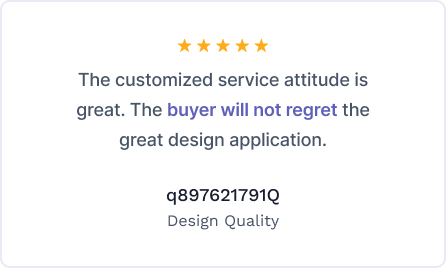 The customized service attitude is
great. The buyer will not regret the
great design application.
q897621791Q
Design Quality